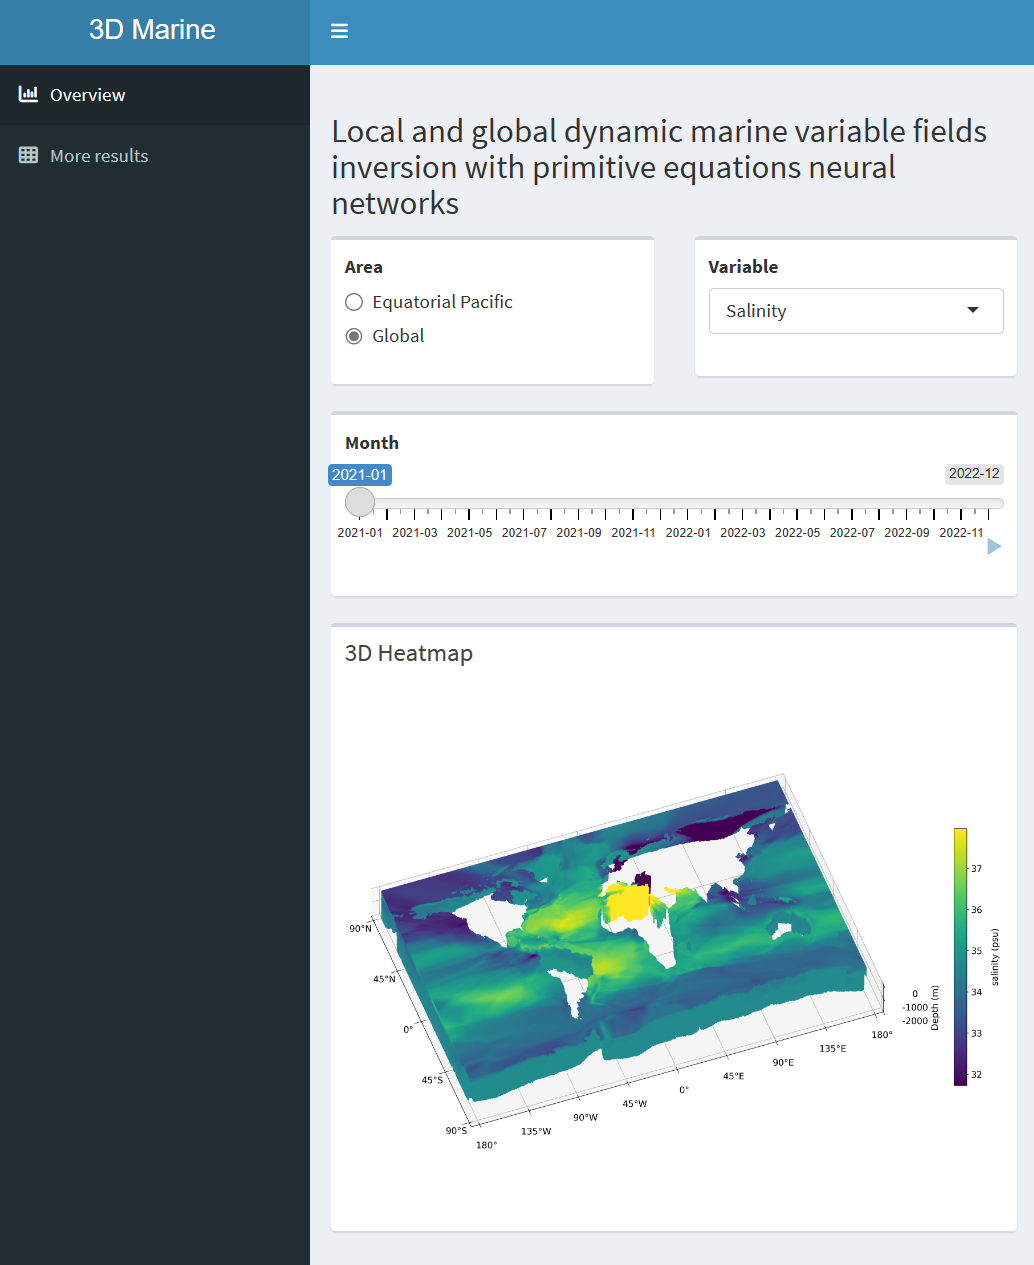 3D Marine
Overview
More results
Local and global dynamic marine variable fields
inversion with primitive equations neural
networks
Area
Equatorial Pacific
Global
Variable
Salinity
Month
2021-01
2022-12
2021-01 2021-03 2021-05 2021-07 2021-09 2021-11 2022-01 2022-03 2022-05 2022-07 2022-09 2022-11
3D Heatmap
90°N
45°N
0°
45°S
90°S
180°
135°W
90°W
45°W
0°
45°E
90°E
135°E
180°
0
-1000
-2000
Depth (m)
37
36
35
34
33
32
salinity (psu)